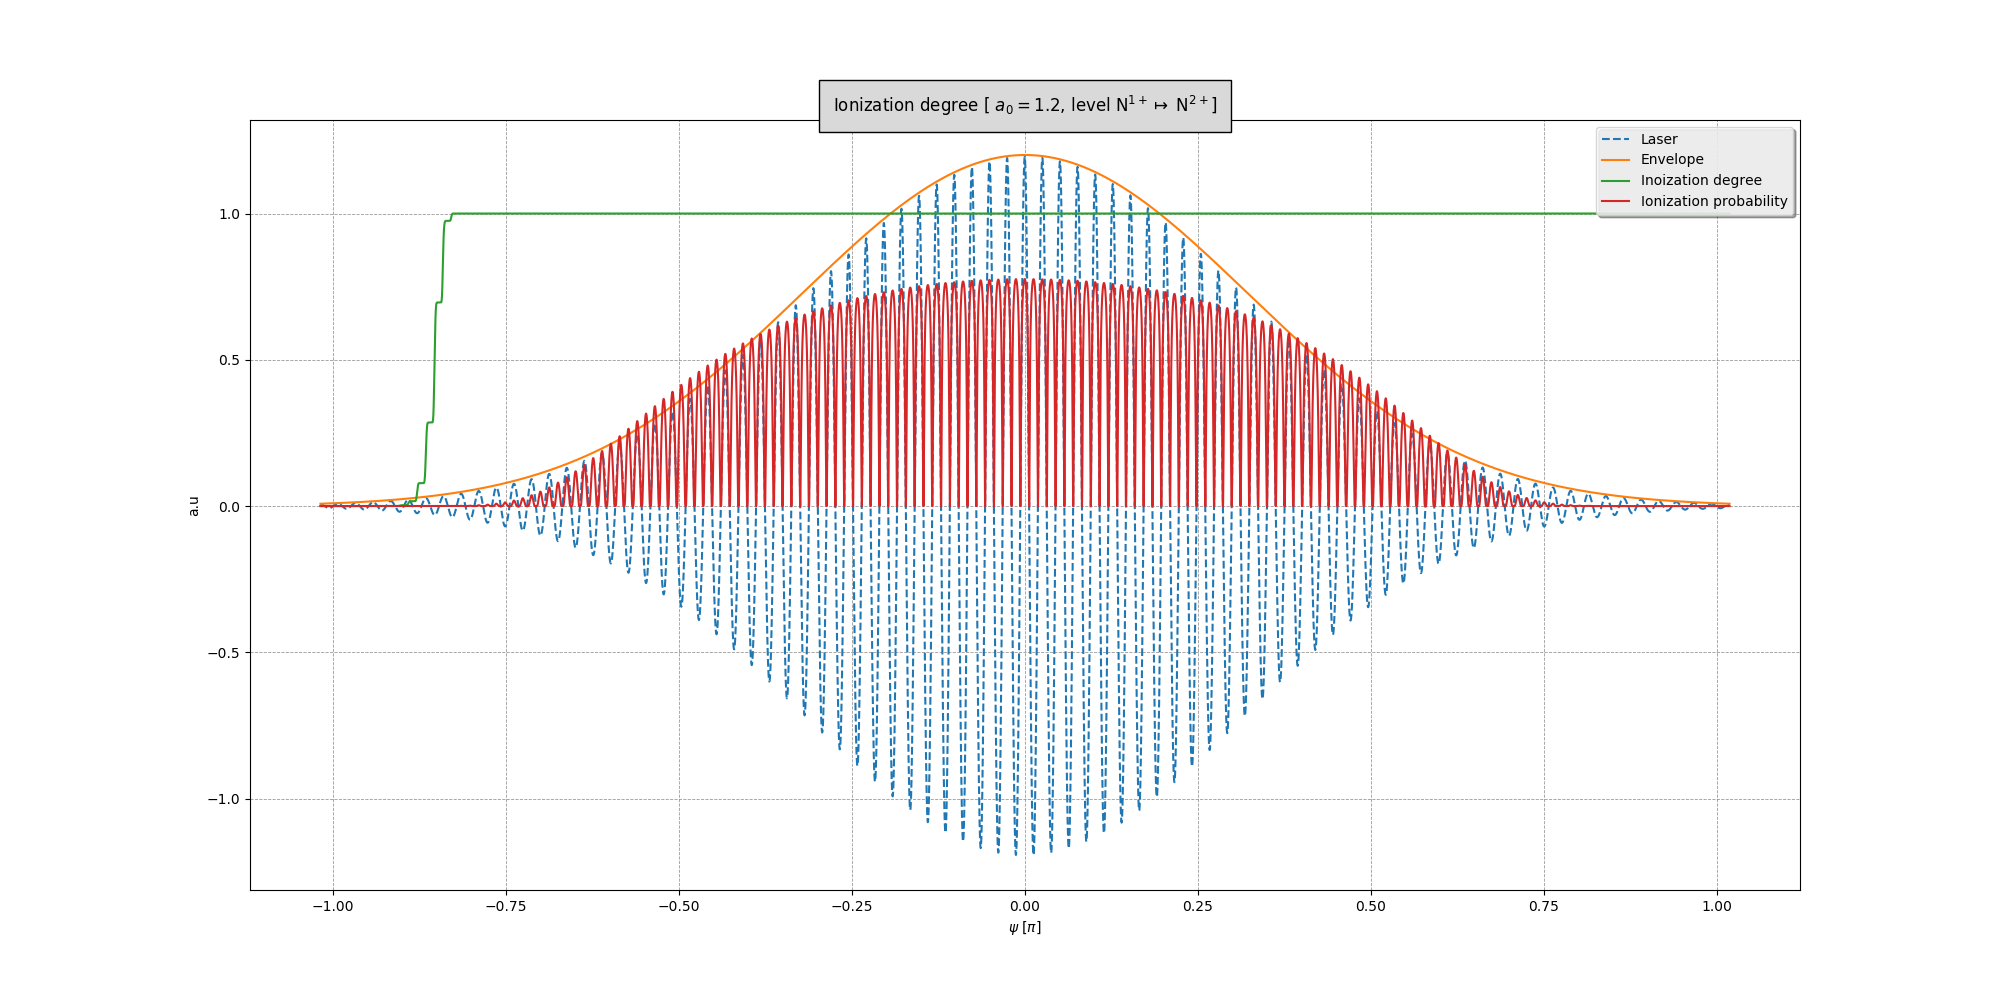 Ionization degree [ a₀ = 1.2, level N¹⁺ ↦ N²⁺]
Laser
Envelope
Inoization degree
Ionization probability
a.u
1.0
0.5
0.0
−0.5
−1.0
−1.00 −0.75 −0.50 −0.25 0.00 0.25 0.50 0.75 1.00
ψ [π]